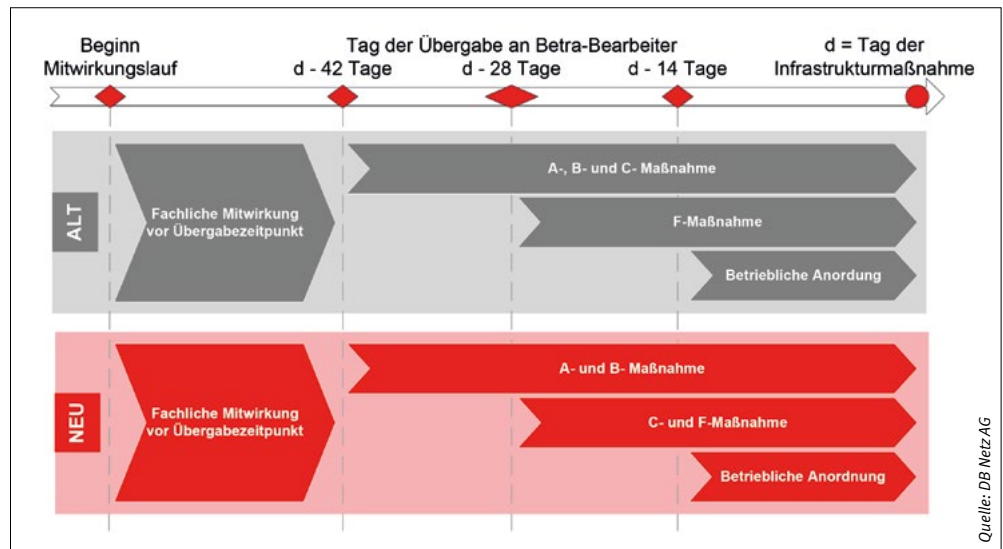 Beginn
Mitwirkungslauf
Tag der Übergabe an Betra-Bearbeiter
d - 42 Tage
d - 28 Tage
d - 14 Tage
d = Tag der
Infrastrukturmaßnahme
ALT
Fachliche Mitwirkung
vor Übergabezeitpunkt
A-, B- und C- Maßnahme
F-Maßnahme
Betriebliche Anordung
NEU
Fachliche Mitwirkung
vor Übergabezeitpunkt
A- und B- Maßnahme
C- und F-Maßnahme
Betriebliche Anordnung
Quelle: DB Netz AG